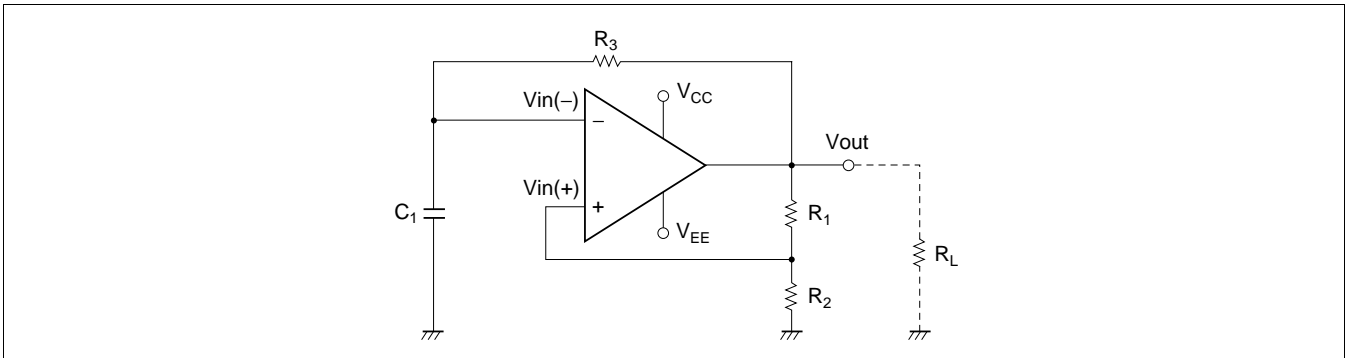 R3
Vin(−)
VCC
−
Vout
Vin(+)
+
C1
R1
VEE
RL
R2